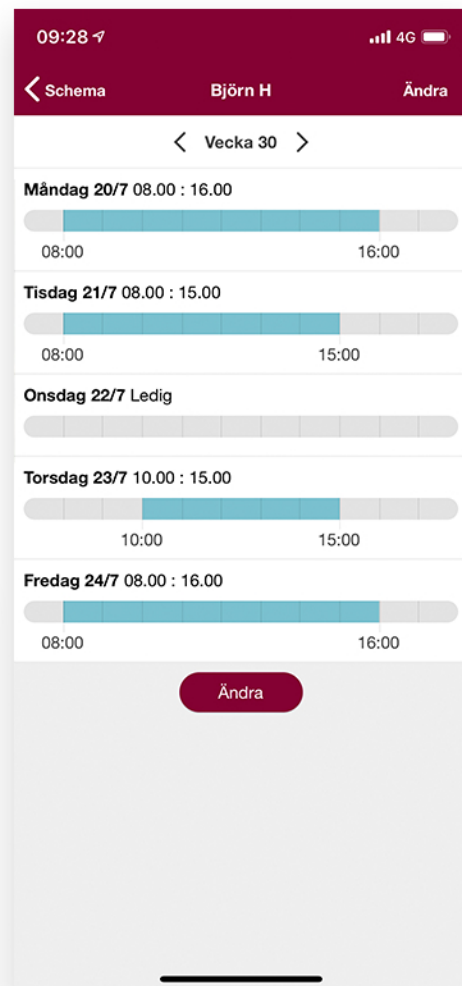 09:28 4G
Schema Björn H Ändra
Vecka 30
Måndag 20/7 08.00 : 16.00
08:00 16:00
Tisdag 21/7 08.00 : 15.00
08:00 15:00
Onsdag 22/7 Ledig
Torsdag 23/7 10.00 : 15.00
10:00 15:00
Fredag 24/7 08.00 : 16.00
08:00 16:00
Ändra